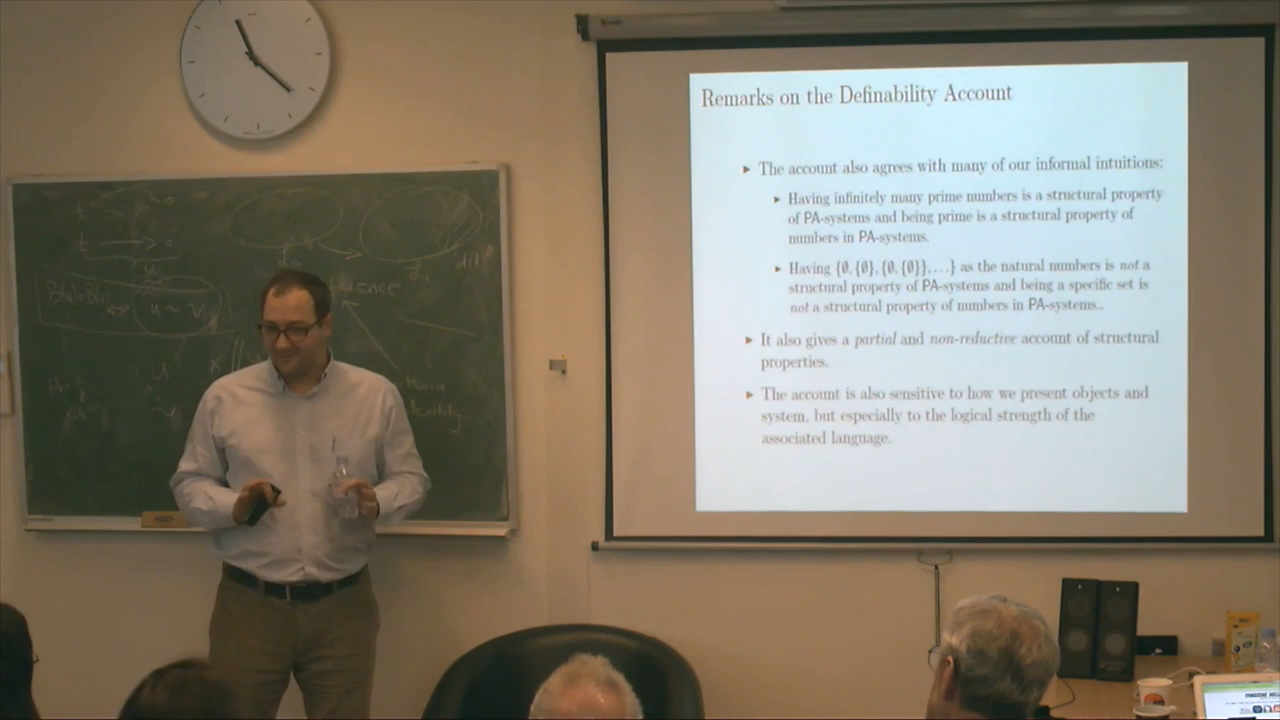 Remarks on the Definability Account
▸ The account also agrees with many of our informal intuitions:
▸ Having infinitely many prime numbers is a structural property
of PA-systems and being prime is a structural property of
numbers in PA-systems.
▸ Having {∅, {∅}, {∅, {∅}}, …} as the natural numbers is not a
structural property of PA-systems and being a specific set is
not a structural property of numbers in PA-systems..
▸ It also gives a partial and non-reductive account of structural
properties.
▸ The account is also sensitive to how we present objects and
system, but especially to the logical strength of the
associated language.